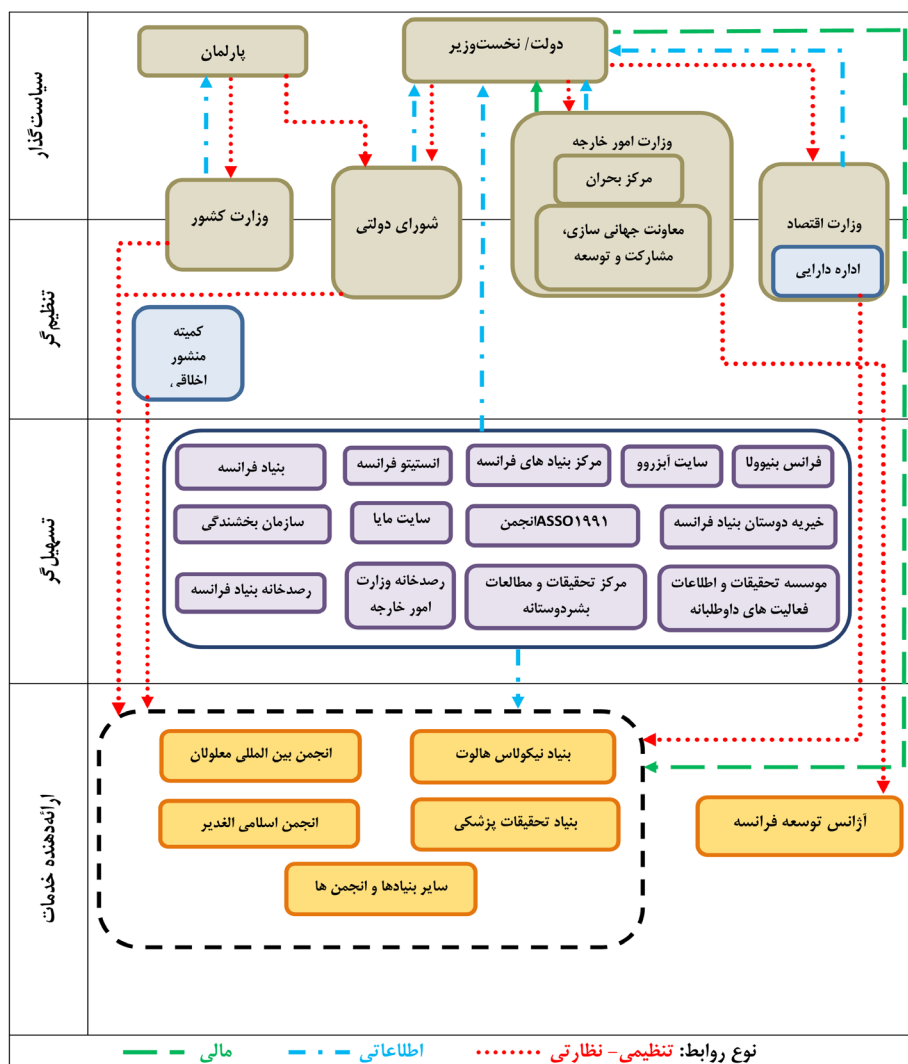 سیاست‌گذار
دولت/ نخست‌وزیر
پارلمان
وزارت امور خارجه
مرکز بحران
معاونت جهانی سازی،
مشارکت و توسعه
وزارت کشور
شورای دولتی
وزارت اقتصاد
اداره دارایی
تنظیم‌گر
کمیته
منشور
اخلاقی
تسهیل‌گر
فرانس بنیوولا
سایت آبزروو
مرکز بنیاد های فرانسه
انستیتو فرانسه
بنیاد فرانسه
خیریه دوستان بنیاد فرانسه
انجمنASSO۱۹۹۱
سایت مایا
سازمان بخشندگی
موسسه تحقیقات و اطلاعات
فعالیت های داوطلبانه
مرکز تحقیقات و مطالعات
بشردوستانه
رصدخانه وزارت
امور خارجه
رصدخانه بنیاد فرانسه
ارائه‌دهنده خدمات
بنیاد نیکولاس هالوت
انجمن بین المللی معلولان
آژانس توسعه فرانسه
بنیاد تحقیقات پزشکی
انجمن اسلامی الغدیر
سایر بنیادها و انجمن ها
نوع روابط: تنظیمی- نظارتی اطلاعاتی مالی